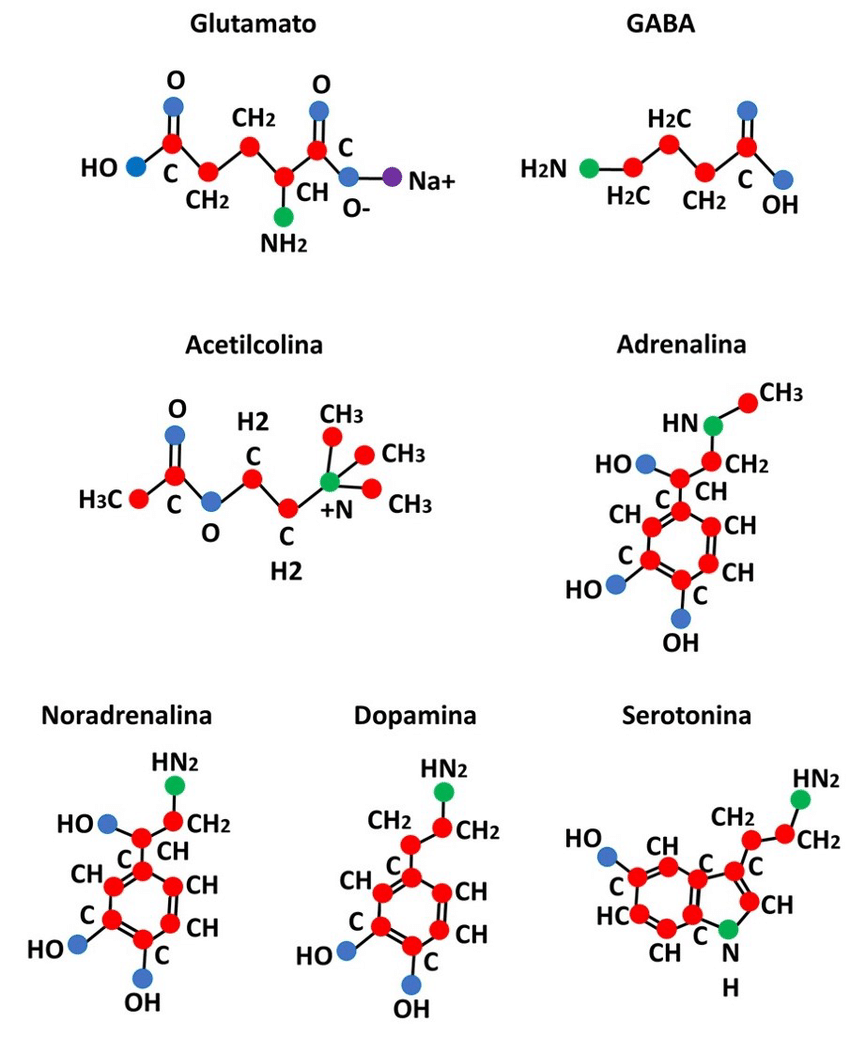 Glutamato
O
CH2
O
HO
C
CH2
CH
NH2
C
O-
Na+
GABA
H2C
H2N
H2C
CH2
C
OH
Acetilcolina
O
H2
C
CH3
CH3
CH3
H3C
C
O
C
H2
+N
Adrenalina
CH3
HN
HO
CH2
CH
C
CH
CH
C
CH
HO
C
OH
Noradrenalina
HN2
HO
CH2
C
CH
CH
CH
C
CH
HO
C
OH
Dopamina
HN2
CH2
CH2
C
CH
CH
C
CH
HO
C
OH
Serotonina
HN2
CH2
CH2
HO
CH
C
C
C
HC
CH
C
CH
N
H